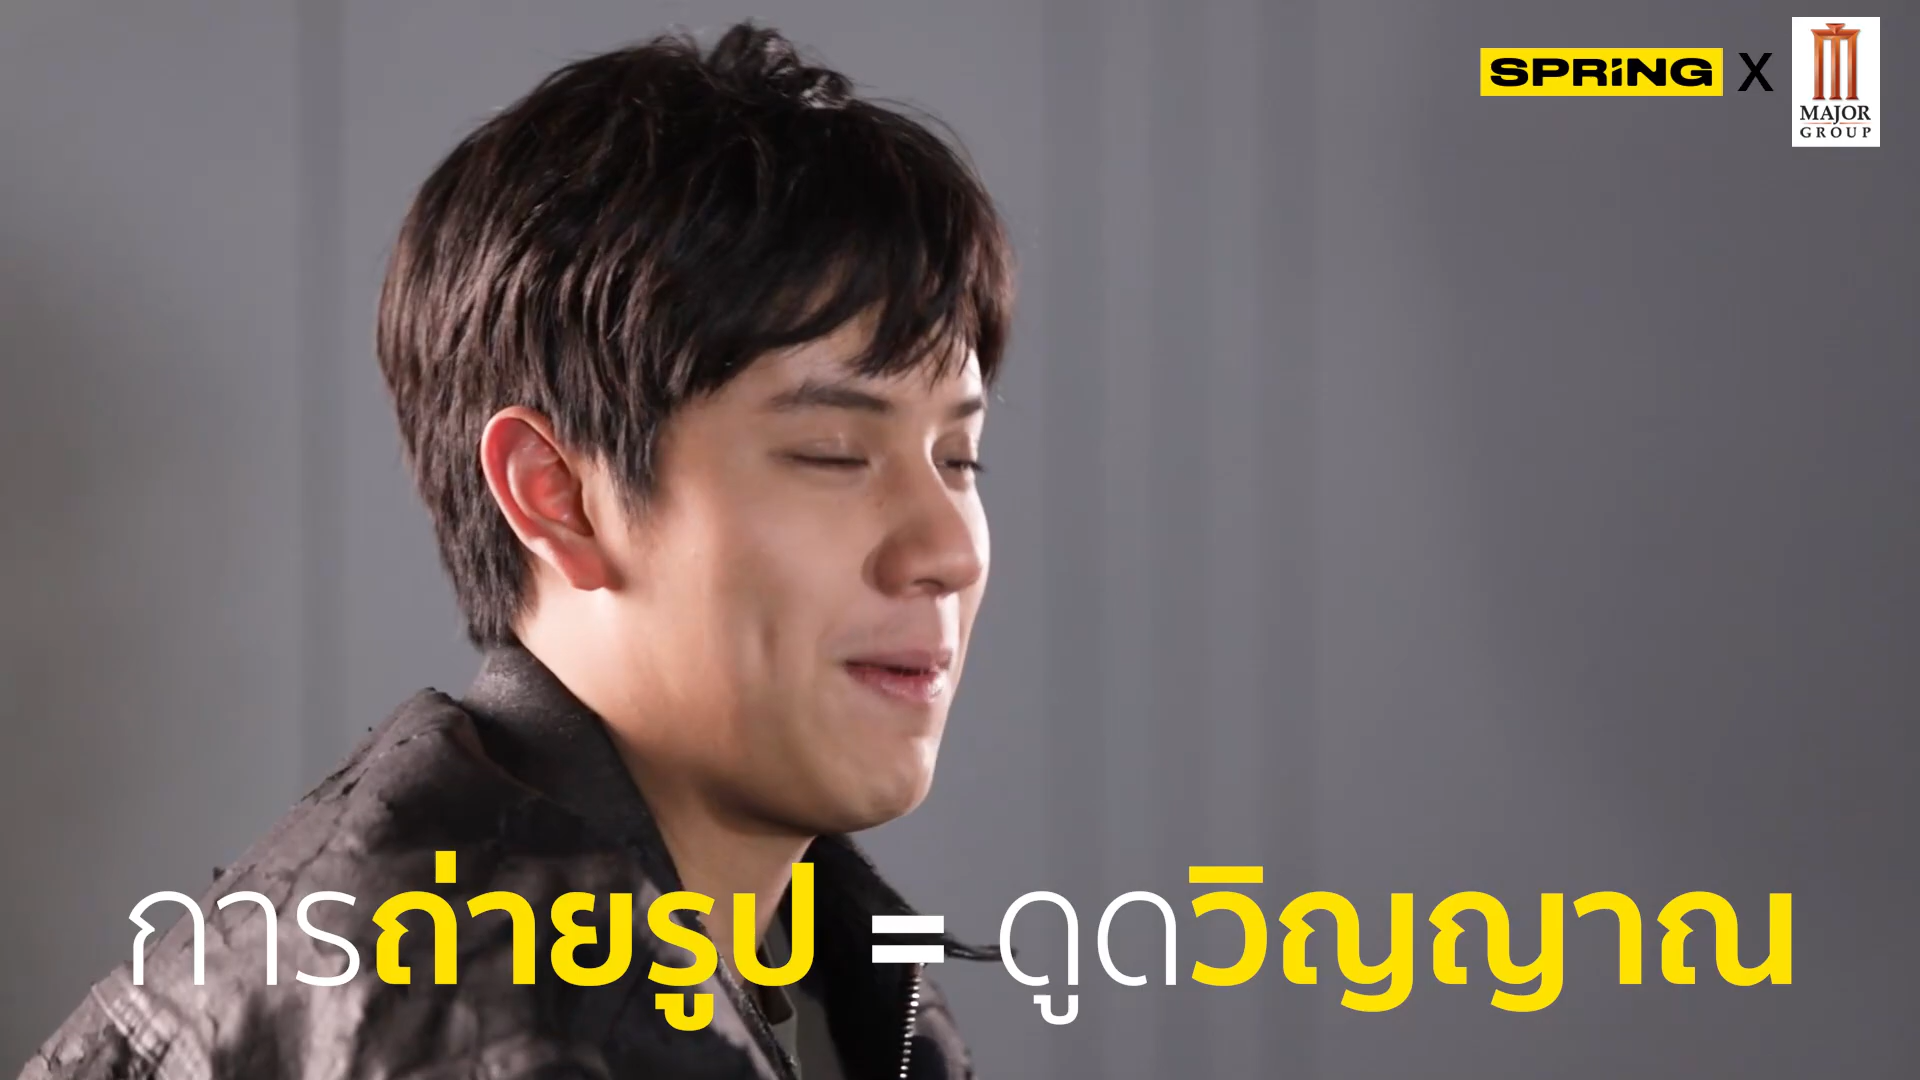 SPRiNG X MAJOR
GROUP
การถ่ายรูป = ดูดวิญญาณ